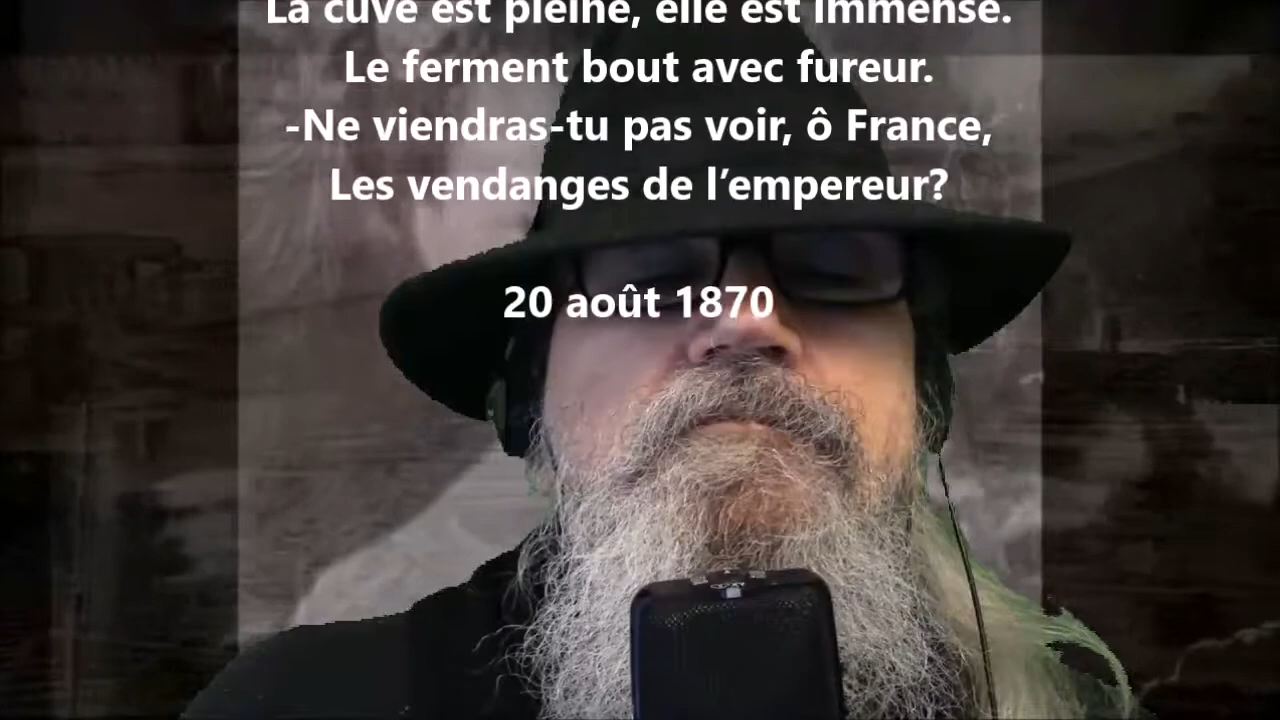 La cuve est pleine, elle est immense.
Le ferment bout avec fureur.
-Ne viendras-tu pas voir, ô France,
Les vendanges de l’empereur?
20 août 1870